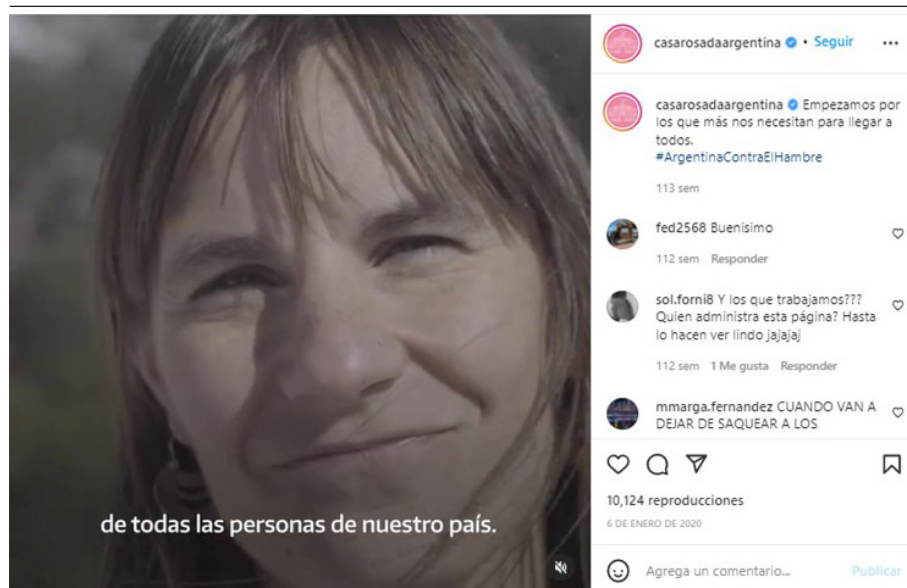 de todas las personas de nuestro país.
casarosadaargentina • Seguir
casarosadaargentina Empezamos por
los que más nos necesitan para llegar a
todos.
#ArgentinaContraElHambre
113 sem
fed2568 Buenisimo
112 sem Responder
sol.forni8 Y los que trabajamos???
Quien administra esta página? Hasta
lo hacen ver lindo jajajaj
112 sem 1 Me gusta Responder
mmarga.fernandez CUANDO VAN A
DEJAR DE SAQUEAR A LOS
10,124 reproducciones
6 DE ENERO DE 2020
Agrega un comentario... Publicar